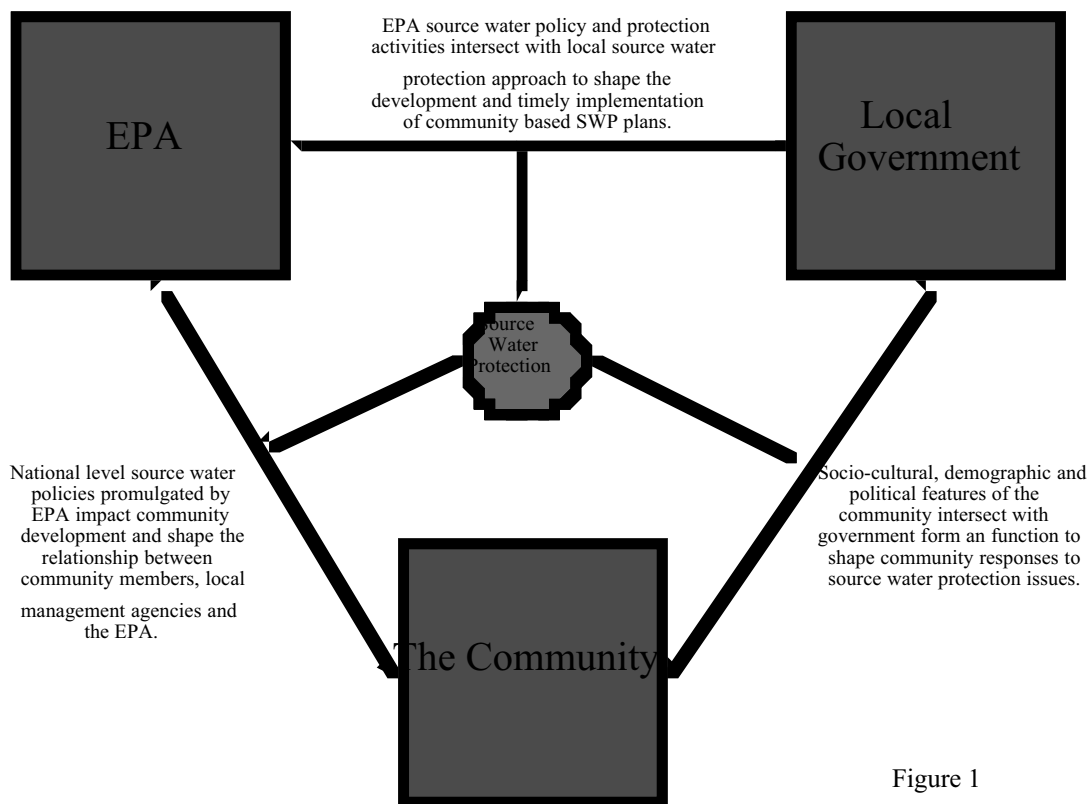 EPA source water policy and protection
activities intersect with local source water
protection approach to shape the
development and timely implementation
of community based SWP plans.
EPA
Local
Government
Source
Water
Protection
National level source water
policies promulgated by
EPA impact community
development and shape the
relationship between
community members, local
management agencies and
the EPA.
Socio-cultural, demographic and
political features of the
community intersect with
government form an function to
shape community responses to
source water protection issues.
The Community
Figure 1